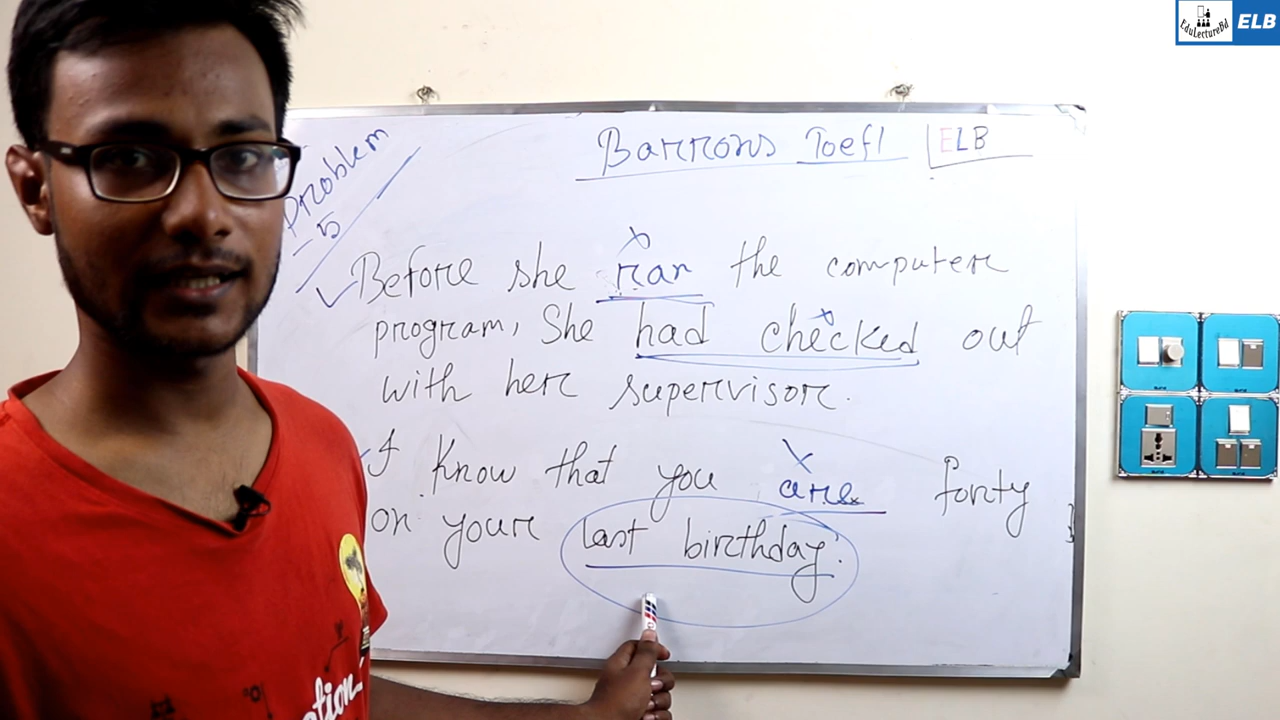 EduLectureBd ELB
Barrons Toefl ELB
Problem
- 5
Before she ran the computer
program, She had checked out
with her supervisor.
I know that you are forty
on your last birthday.
otion